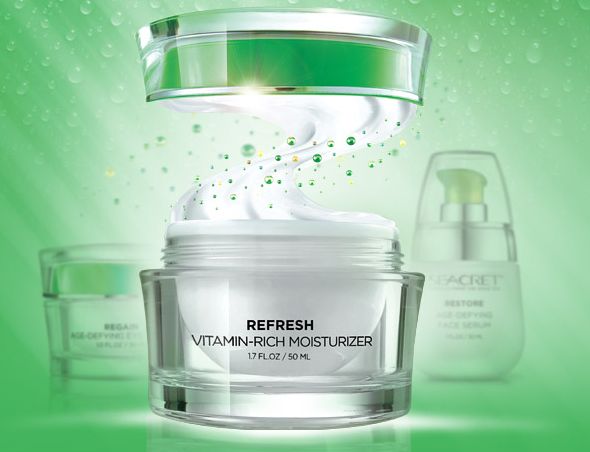 REFRESH
VITAMIN-RICH MOISTURIZER
1.7 FL.OZ / 50 ML
REGAIN
AGE-DEFYING
SEACRET
RESTORE
AGE-DEFYING
FACE SERUM